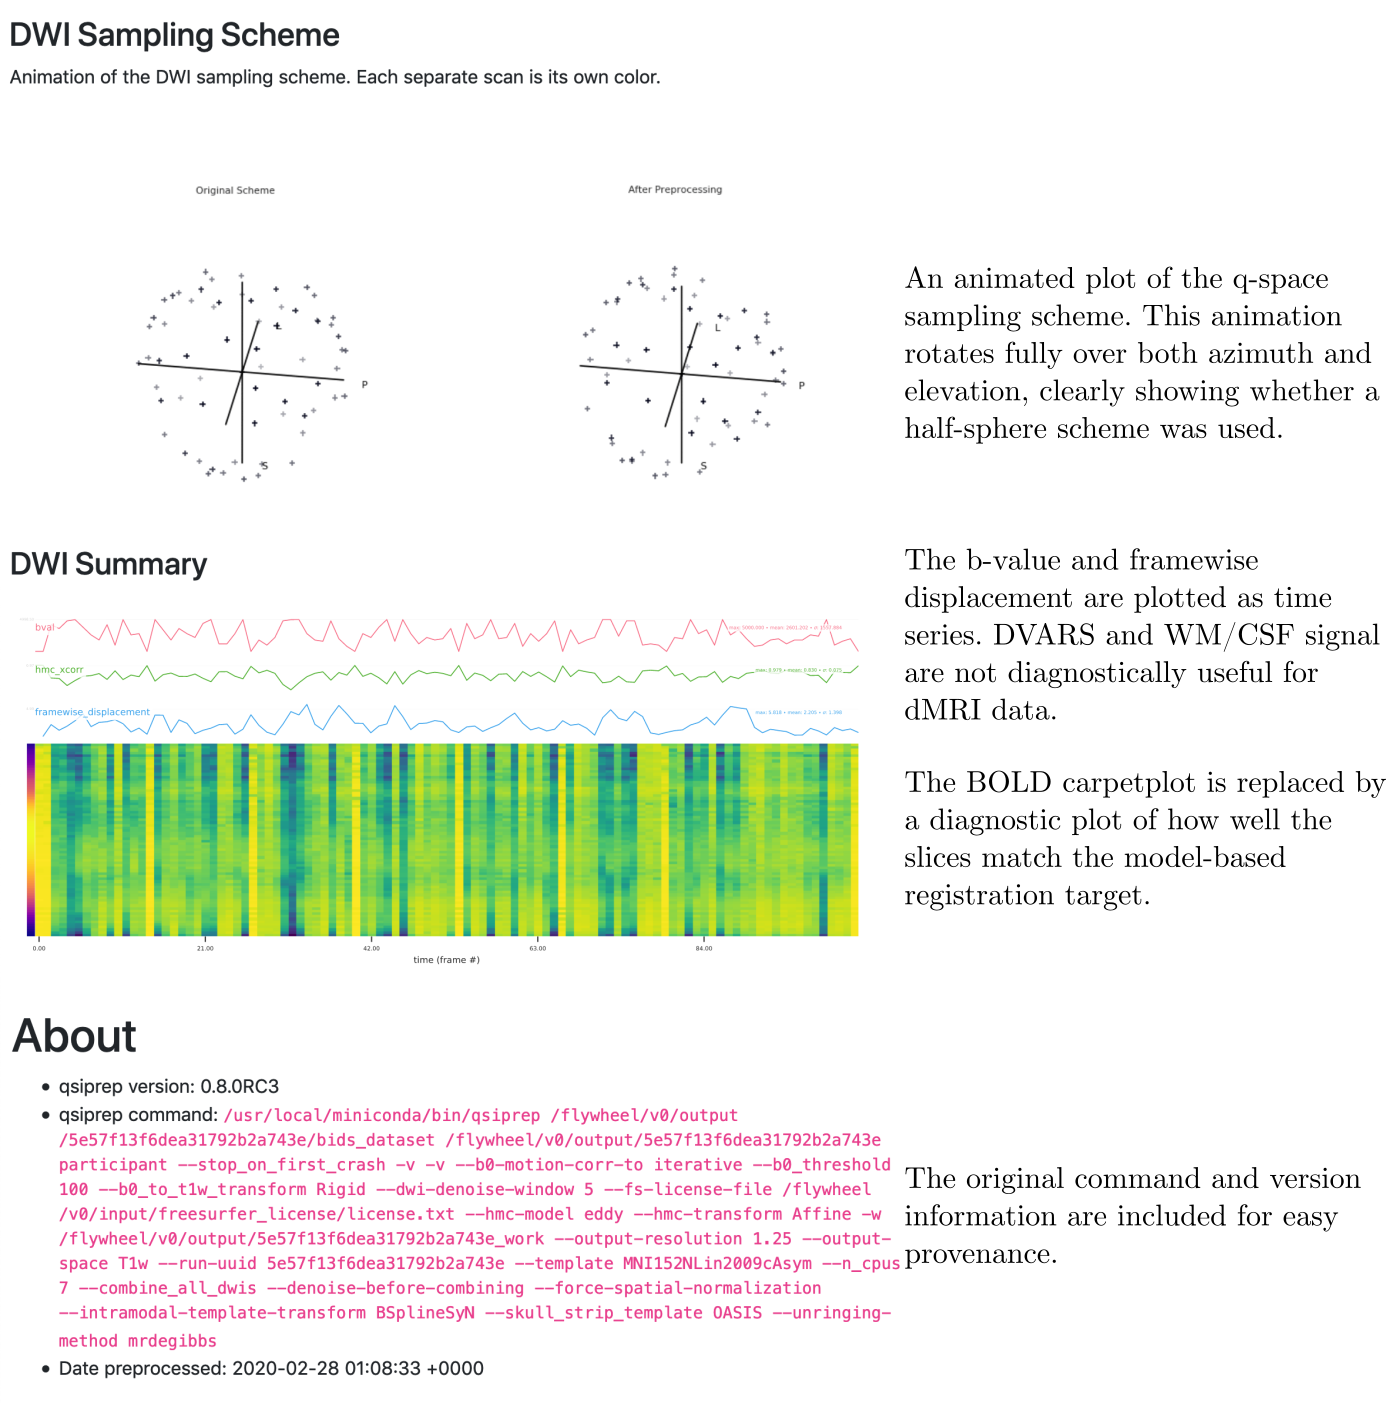 DWI Sampling Scheme
Animation of the DWI sampling scheme. Each separate scan is its own color.
Original Scheme
After Preprocessing
L
P
S
L
P
S
An animated plot of the q-space
sampling scheme. This animation
rotates fully over both azimuth and
elevation, clearly showing whether a
half-sphere scheme was used.
DWI Summary
bval
hmc_xcorr
framewise_displacement
0.00
21.00
42.00
63.00
84.00
time (frame #)
The b-value and framewise
displacement are plotted as time
series. DVARS and WM/CSF signal
are not diagnostically useful for
dMRI data.
The BOLD carpetplot is replaced by
a diagnostic plot of how well the
slices match the model-based
registration target.
About
• qsiprep version: 0.8.0RC3
• qsiprep command: /usr/local/miniconda/bin/qsiprep /flywheel/v0/output
/5e57f13f6dea31792b2a743e/bids_dataset /flywheel/v0/output/5e57f13f6dea31792b2a743e
participant --stop_on_first_crash -v -v --b0-motion-corr-to iterative --b0_threshold
100 --b0_to_t1w_transform Rigid --dwi-denoise-window 5 --fs-license-file /flywheel
/v0/input/freesurfer_license/license.txt --hmc-model eddy --hmc-transform Affine -w
/flywheel/v0/output/5e57f13f6dea31792b2a743e_work --output-resolution 1.25 --output-
space T1w --run-uuid 5e57f13f6dea31792b2a743e --template MNI152NLin2009cAsym --n_cpus
7 --combine_all_dwis --denoise-before-combining --force-spatial-normalization
--intramodal-template-transform BSplineSyN --skull_strip_template OASIS --unringing-
method mrdegibbs
• Date preprocessed: 2020-02-28 01:08:33 +0000
The original command and version
information are included for easy
provenance.